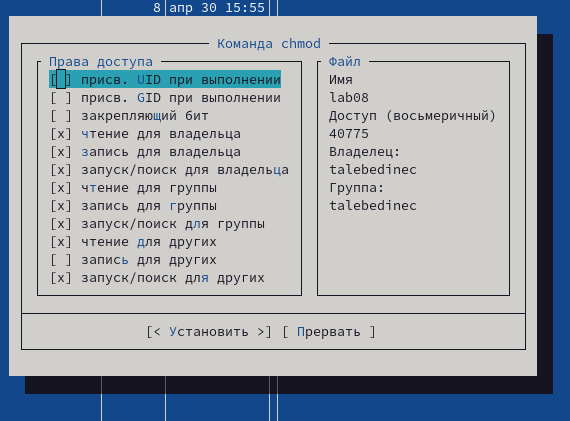 8 апр 30 15:55
Команда chmod
Права доступа
[ ] присв. UID при выполнении
[ ] присв. GID при выполнении
[ ] закрепляющий бит
[x] чтение для владельца
[x] запись для владельца
[x] запуск/поиск для владельца
[x] чтение для группы
[x] запись для группы
[x] запуск/поиск для группы
[x] чтение для других
[ ] запись для других
[x] запуск/поиск для других
Файл
Имя
lab08
Доступ (восьмеричный)
40775
Владелец:
talebedinec
Группа:
talebedinec
[< Установить >] [ Прервать ]